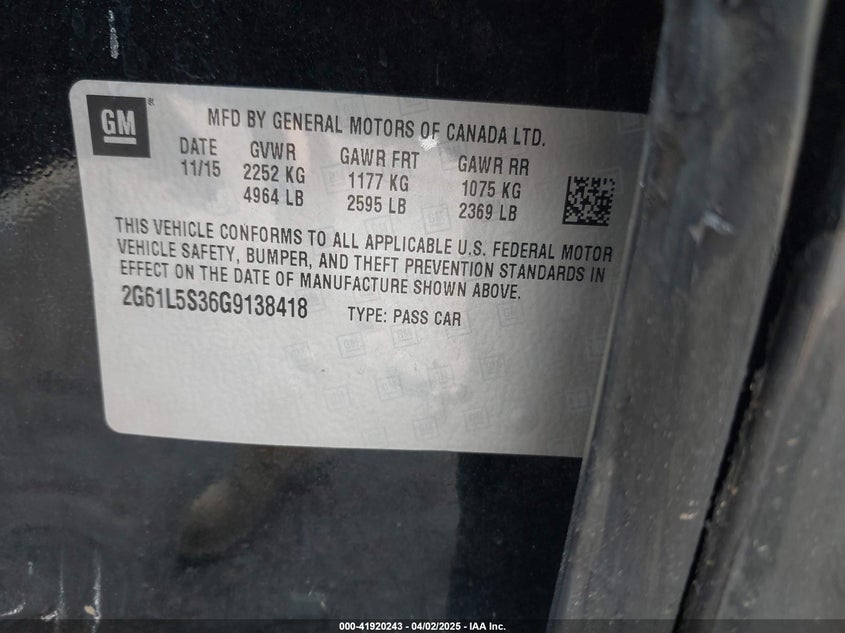 GM
MFD BY GENERAL MOTORS OF CANADA LTD.
DATE GVWR GAWR FRT GAWR RR
11/15 2252 KG 1177 KG 1075 KG
4964 LB 2595 LB 2369 LB
THIS VEHICLE CONFORMS TO ALL APPLICABLE U.S. FEDERAL MOTOR
VEHICLE SAFETY, BUMPER, AND THEFT PREVENTION STANDARDS IN
EFFECT ON THE DATE OF MANUFACTURE SHOWN ABOVE.
2G61L5S36G9138418 TYPE: PASS CAR
000-41920243 - 04/02/2025 - IAA Inc.